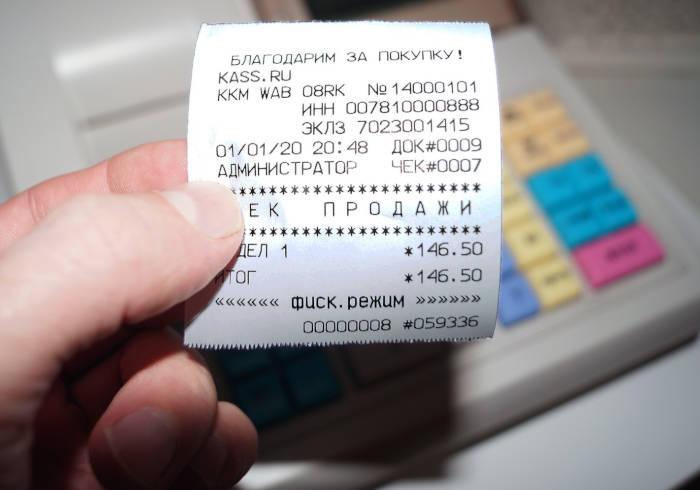 БЛАГОДАРИМ ЗА ПОКУПКУ!
KASS.RU
ККМ WAB 08RK №14000101
ИНН 007810000888
ЭКЛЗ 7023001415
01/01/20 20:48 ДОК#0009
АДМИНИСТРАТОР ЧЕК#0007
ЕК ПРОДАЖИ
ДЕЛ 1 *146.50
ИТОГ *146.50
«««««« ФИСК.РЕЖИМ »»»»»»
00000008 #059336